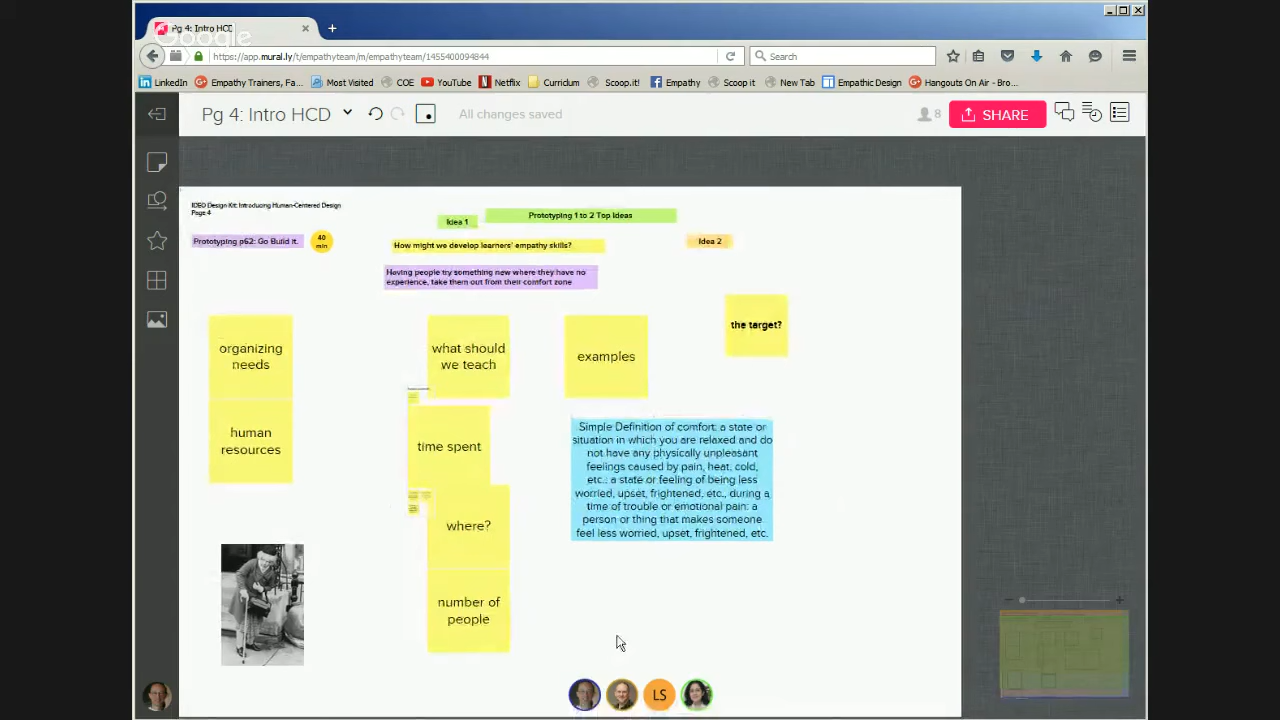 Pg 4: Intro HCD
Google
https://app.mural.ly/t/empathyteam/m/empathyteam/1455400094844
Search
LinkedIn
Empathy Trainers, Fa...
Most Visited
COE
YouTube
Netflix
Curridum
Scoop.it!
Empathy
Scoop it
New Tab
Empathic Design
Hangouts On Air - Bro...
Pg 4: Intro HCD
All changes saved
8
SHARE
IDEO Design Kit: Introducing Human-Centered Design
Page 4
Idea 1
Prototyping 1 to 2 Top Ideas
Prototyping p62: Go Build it.
40
min
How might we develop learners' empathy skills?
Idea 2
Having people try something new where they have no
experience, take them out from their comfort zone
organizing
needs
what should
we teach
examples
the target?
human
resources
time spent
where?
number of
people
Simple Definition of comfort: a state or
situation in which you are relaxed and do
not have any physically unpleasant
feelings caused by pain, heat, cold,
etc.: a state or feeling of being less
worried, upset, frightened, etc., during a
time of trouble or emotional pain: a
person or thing that makes someone
feel less worried, upset, frightened, etc.
LS